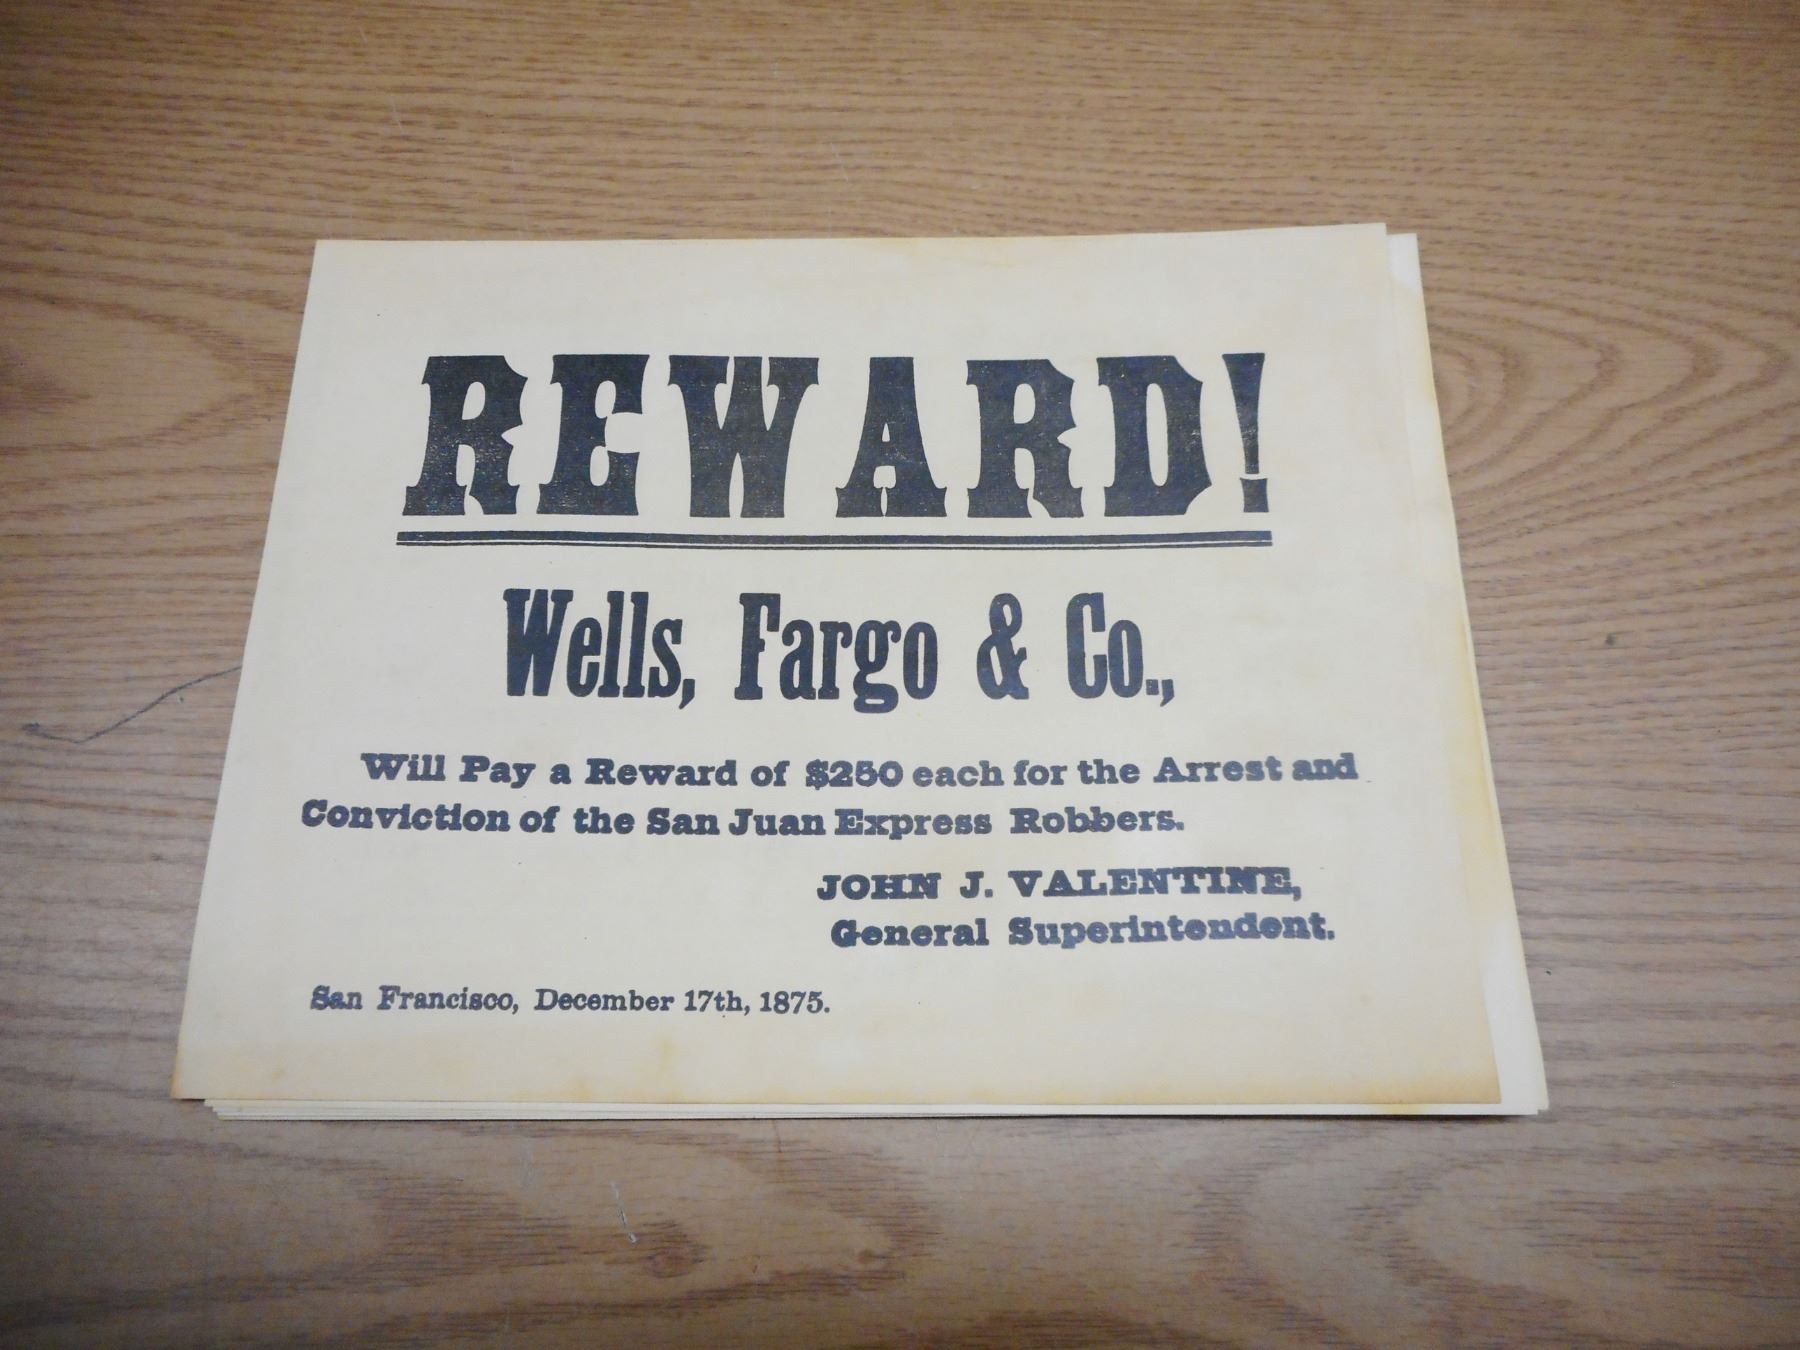 REWARD!
Wells, Fargo & Co.,
Will Pay a Reward of $250 each for the Arrest and
Conviction of the San Juan Express Robbers.
JOHN J. VALENTINE,
General Superintendent.
San Francisco, December 17th, 1875.